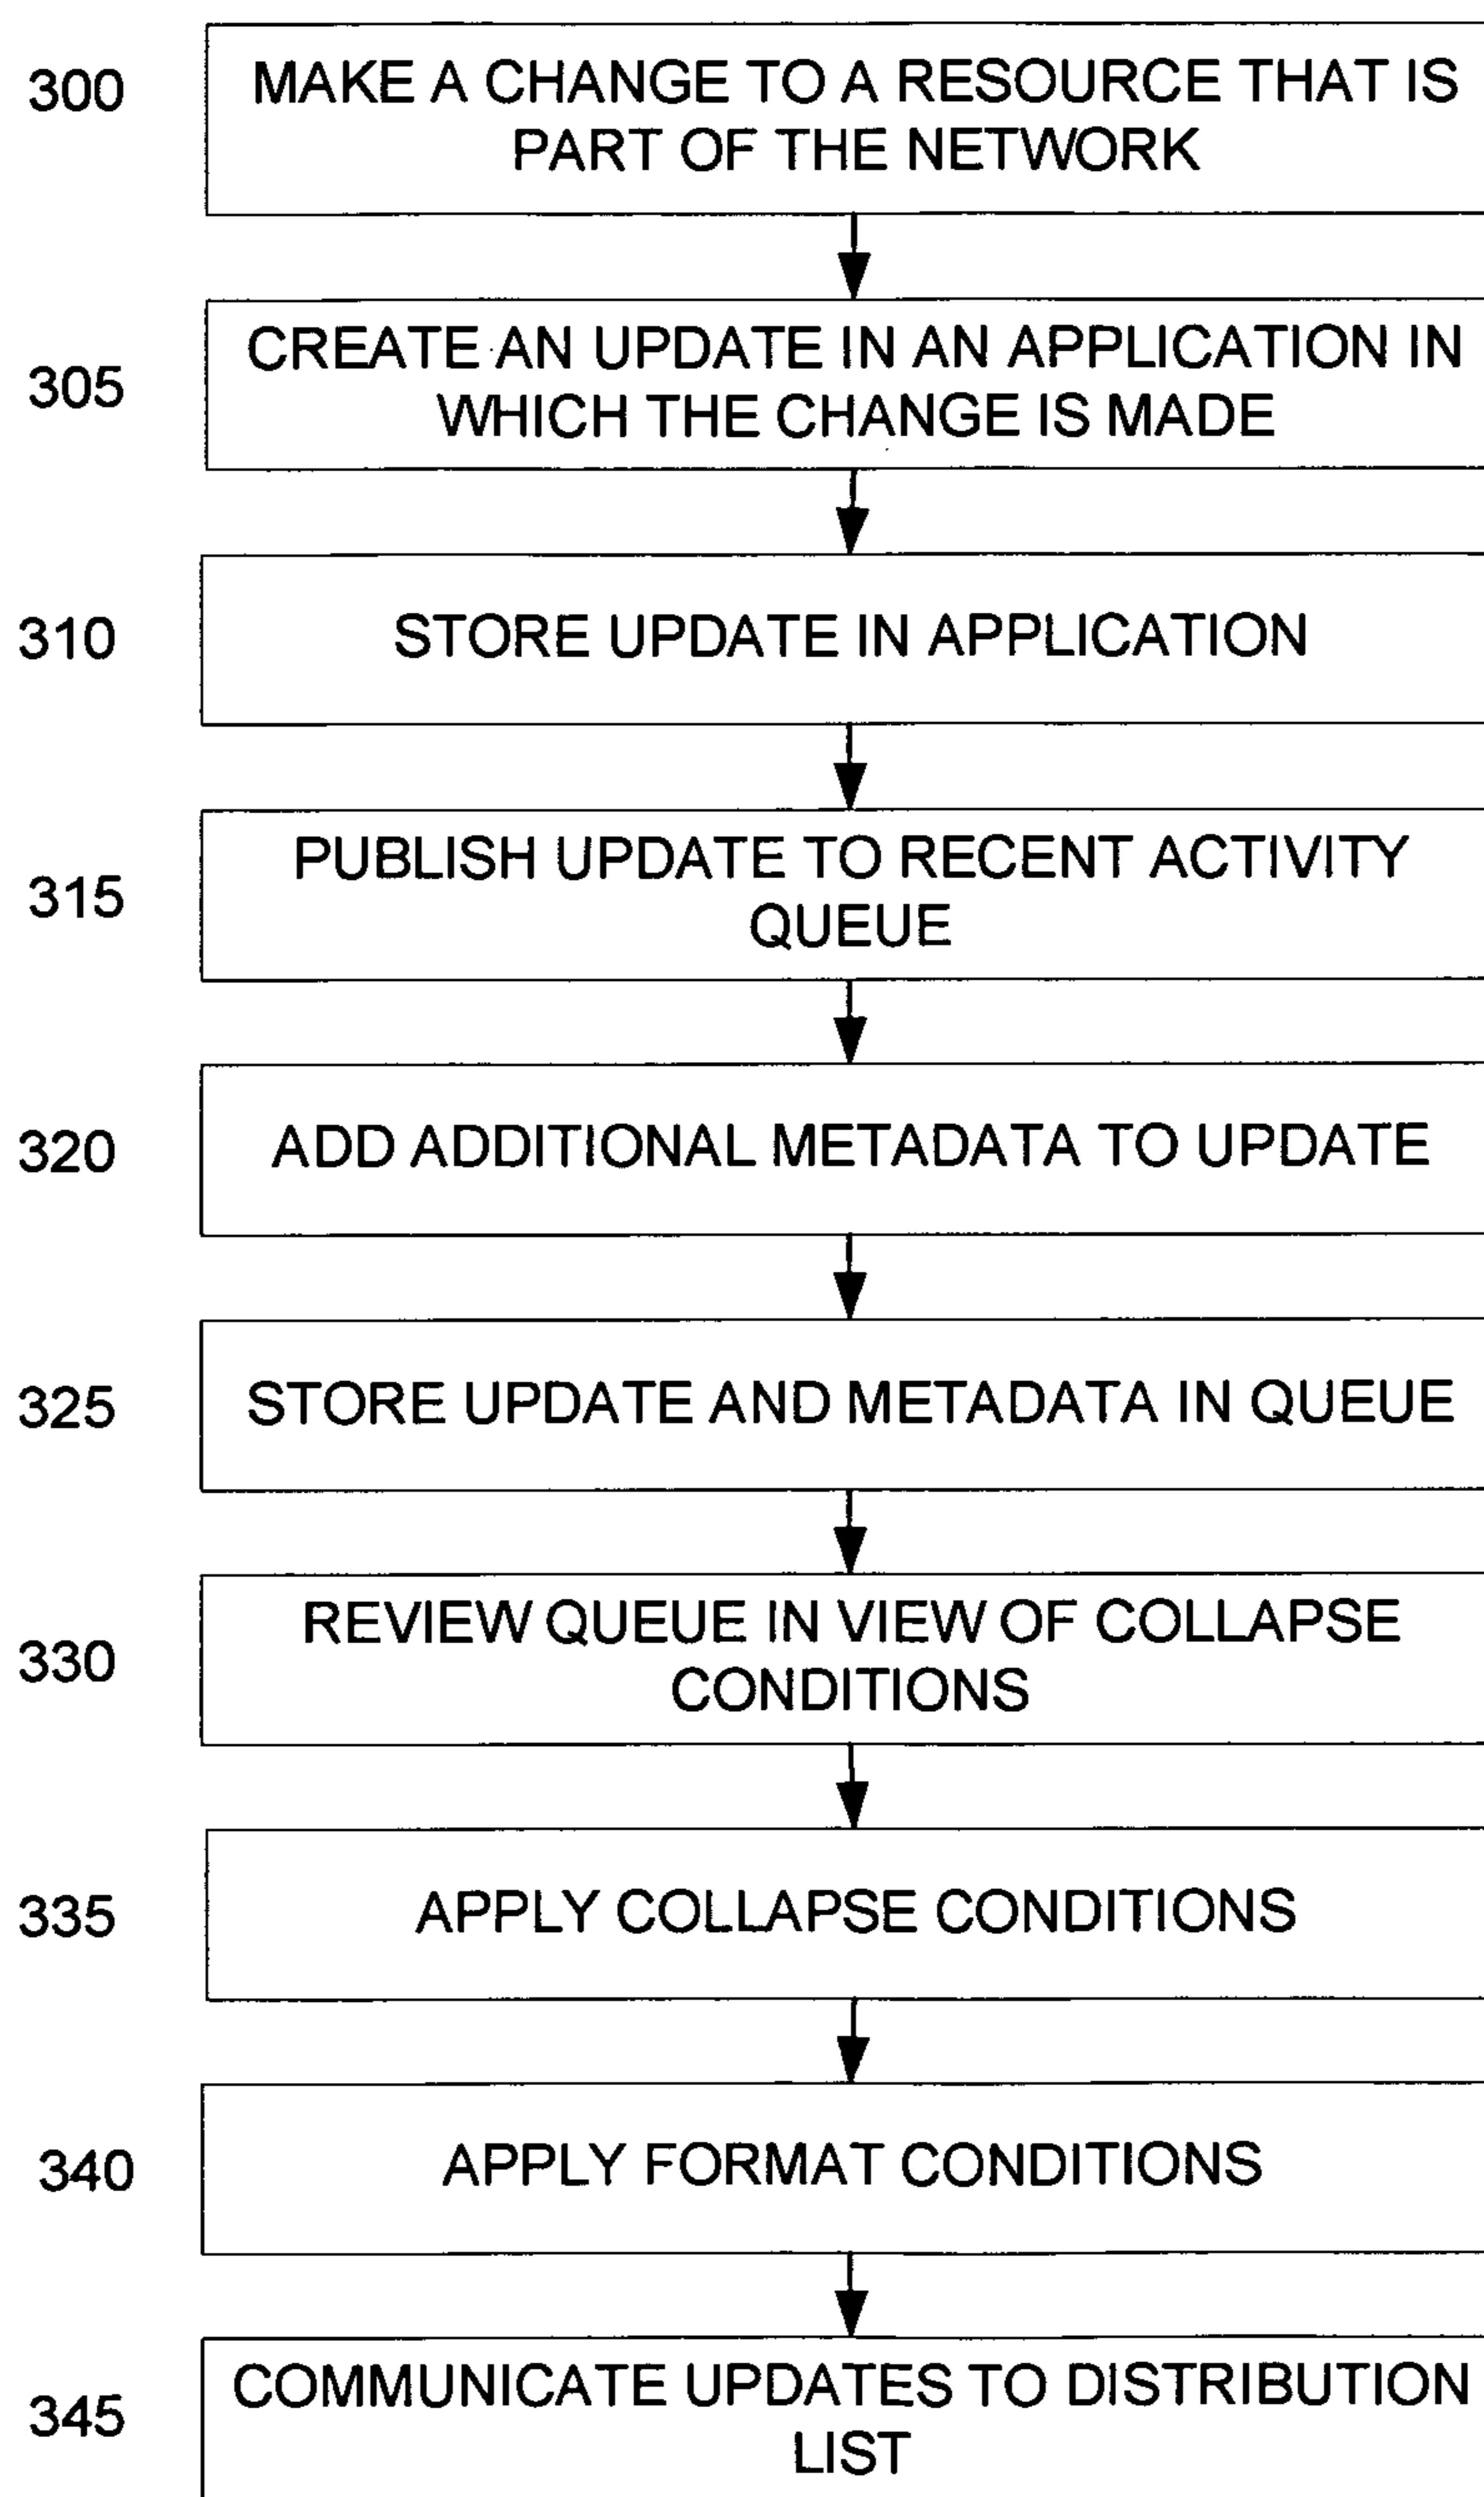 300
MAKE A CHANGE TO A RESOURCE THAT IS
PART OF THE NETWORK
305
CREATE AN UPDATE IN AN APPLICATION IN
WHICH THE CHANGE IS MADE
310
STORE UPDATE IN APPLICATION
315
PUBLISH UPDATE TO RECENT ACTIVITY
QUEUE
320
ADD ADDITIONAL METADATA TO UPDATE
325
STORE UPDATE AND METADATA IN QUEUE
330
REVIEW QUEUE IN VIEW OF COLLAPSE
CONDITIONS
335
APPLY COLLAPSE CONDITIONS
340
APPLY FORMAT CONDITIONS
345
COMMUNICATE UPDATES TO DISTRIBUTION
LIST